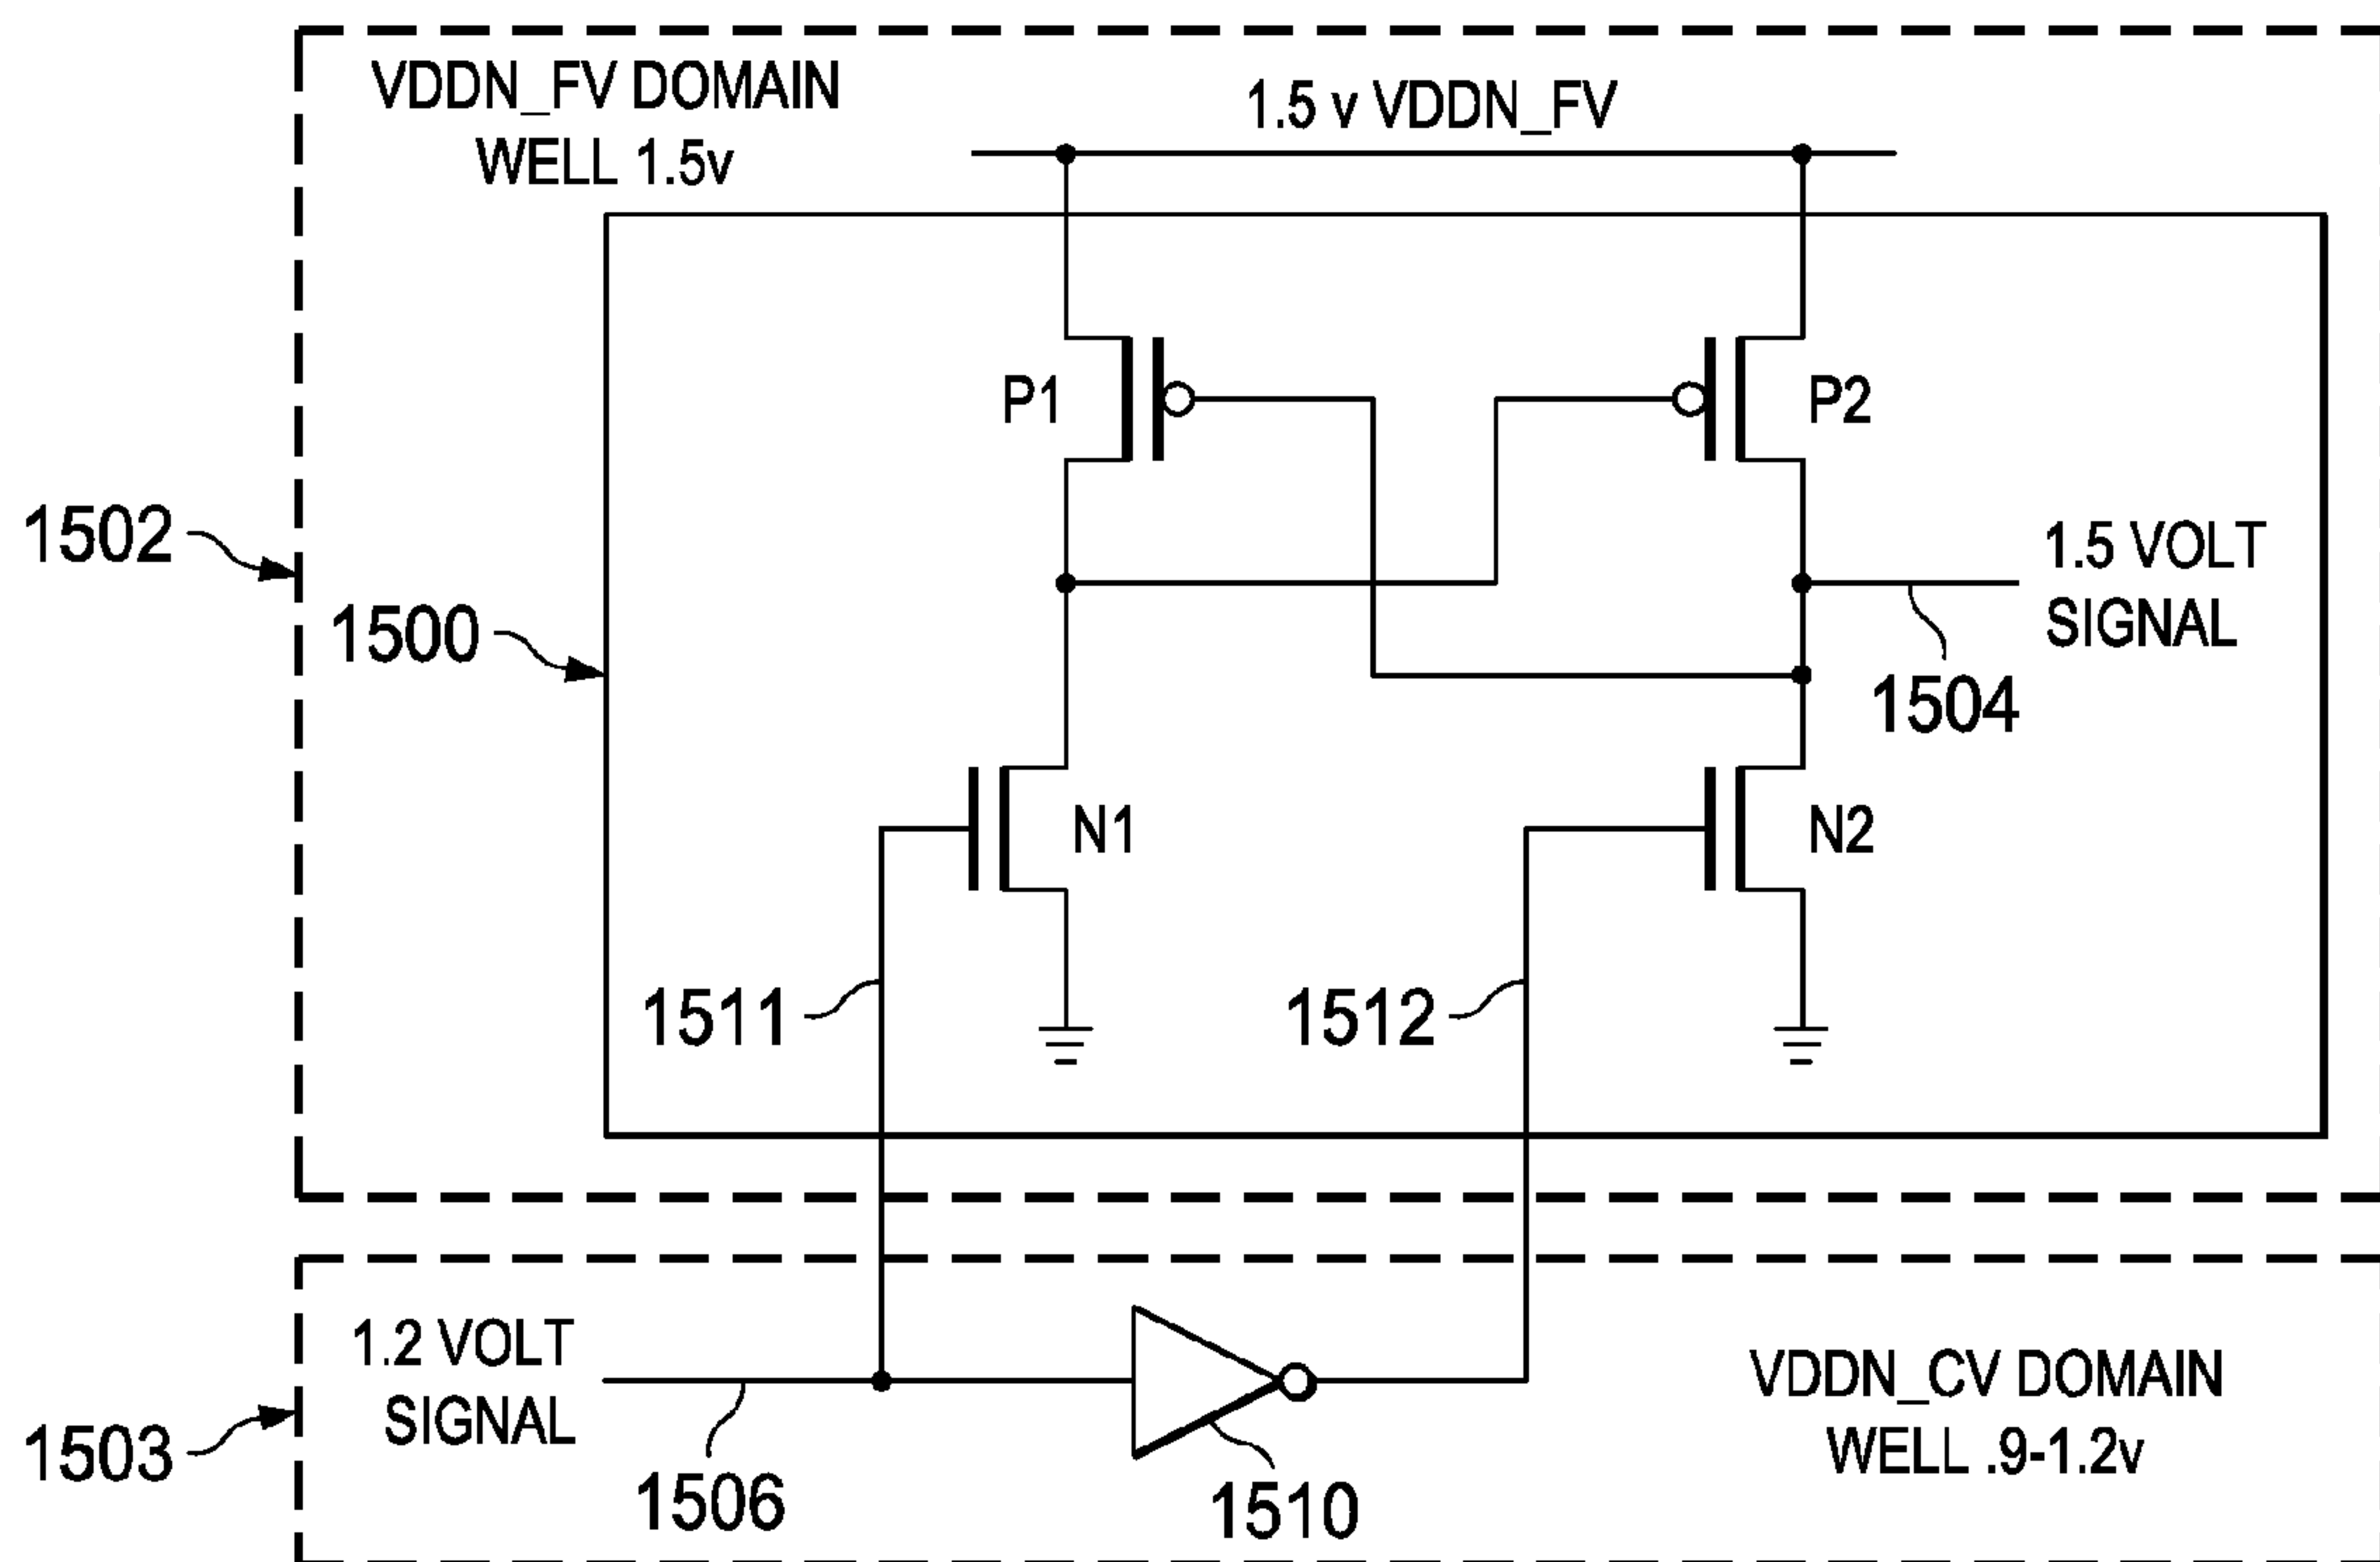 VDDN_FV DOMAIN
WELL 1.5v
1.5 v VDDN_FV
P1
P2
1502
1500
1.5 VOLT
SIGNAL
1504
N1
N2
1511
1512
1.2 VOLT
SIGNAL
1503
1506
1510
VDDN_CV DOMAIN
WELL .9-1.2v